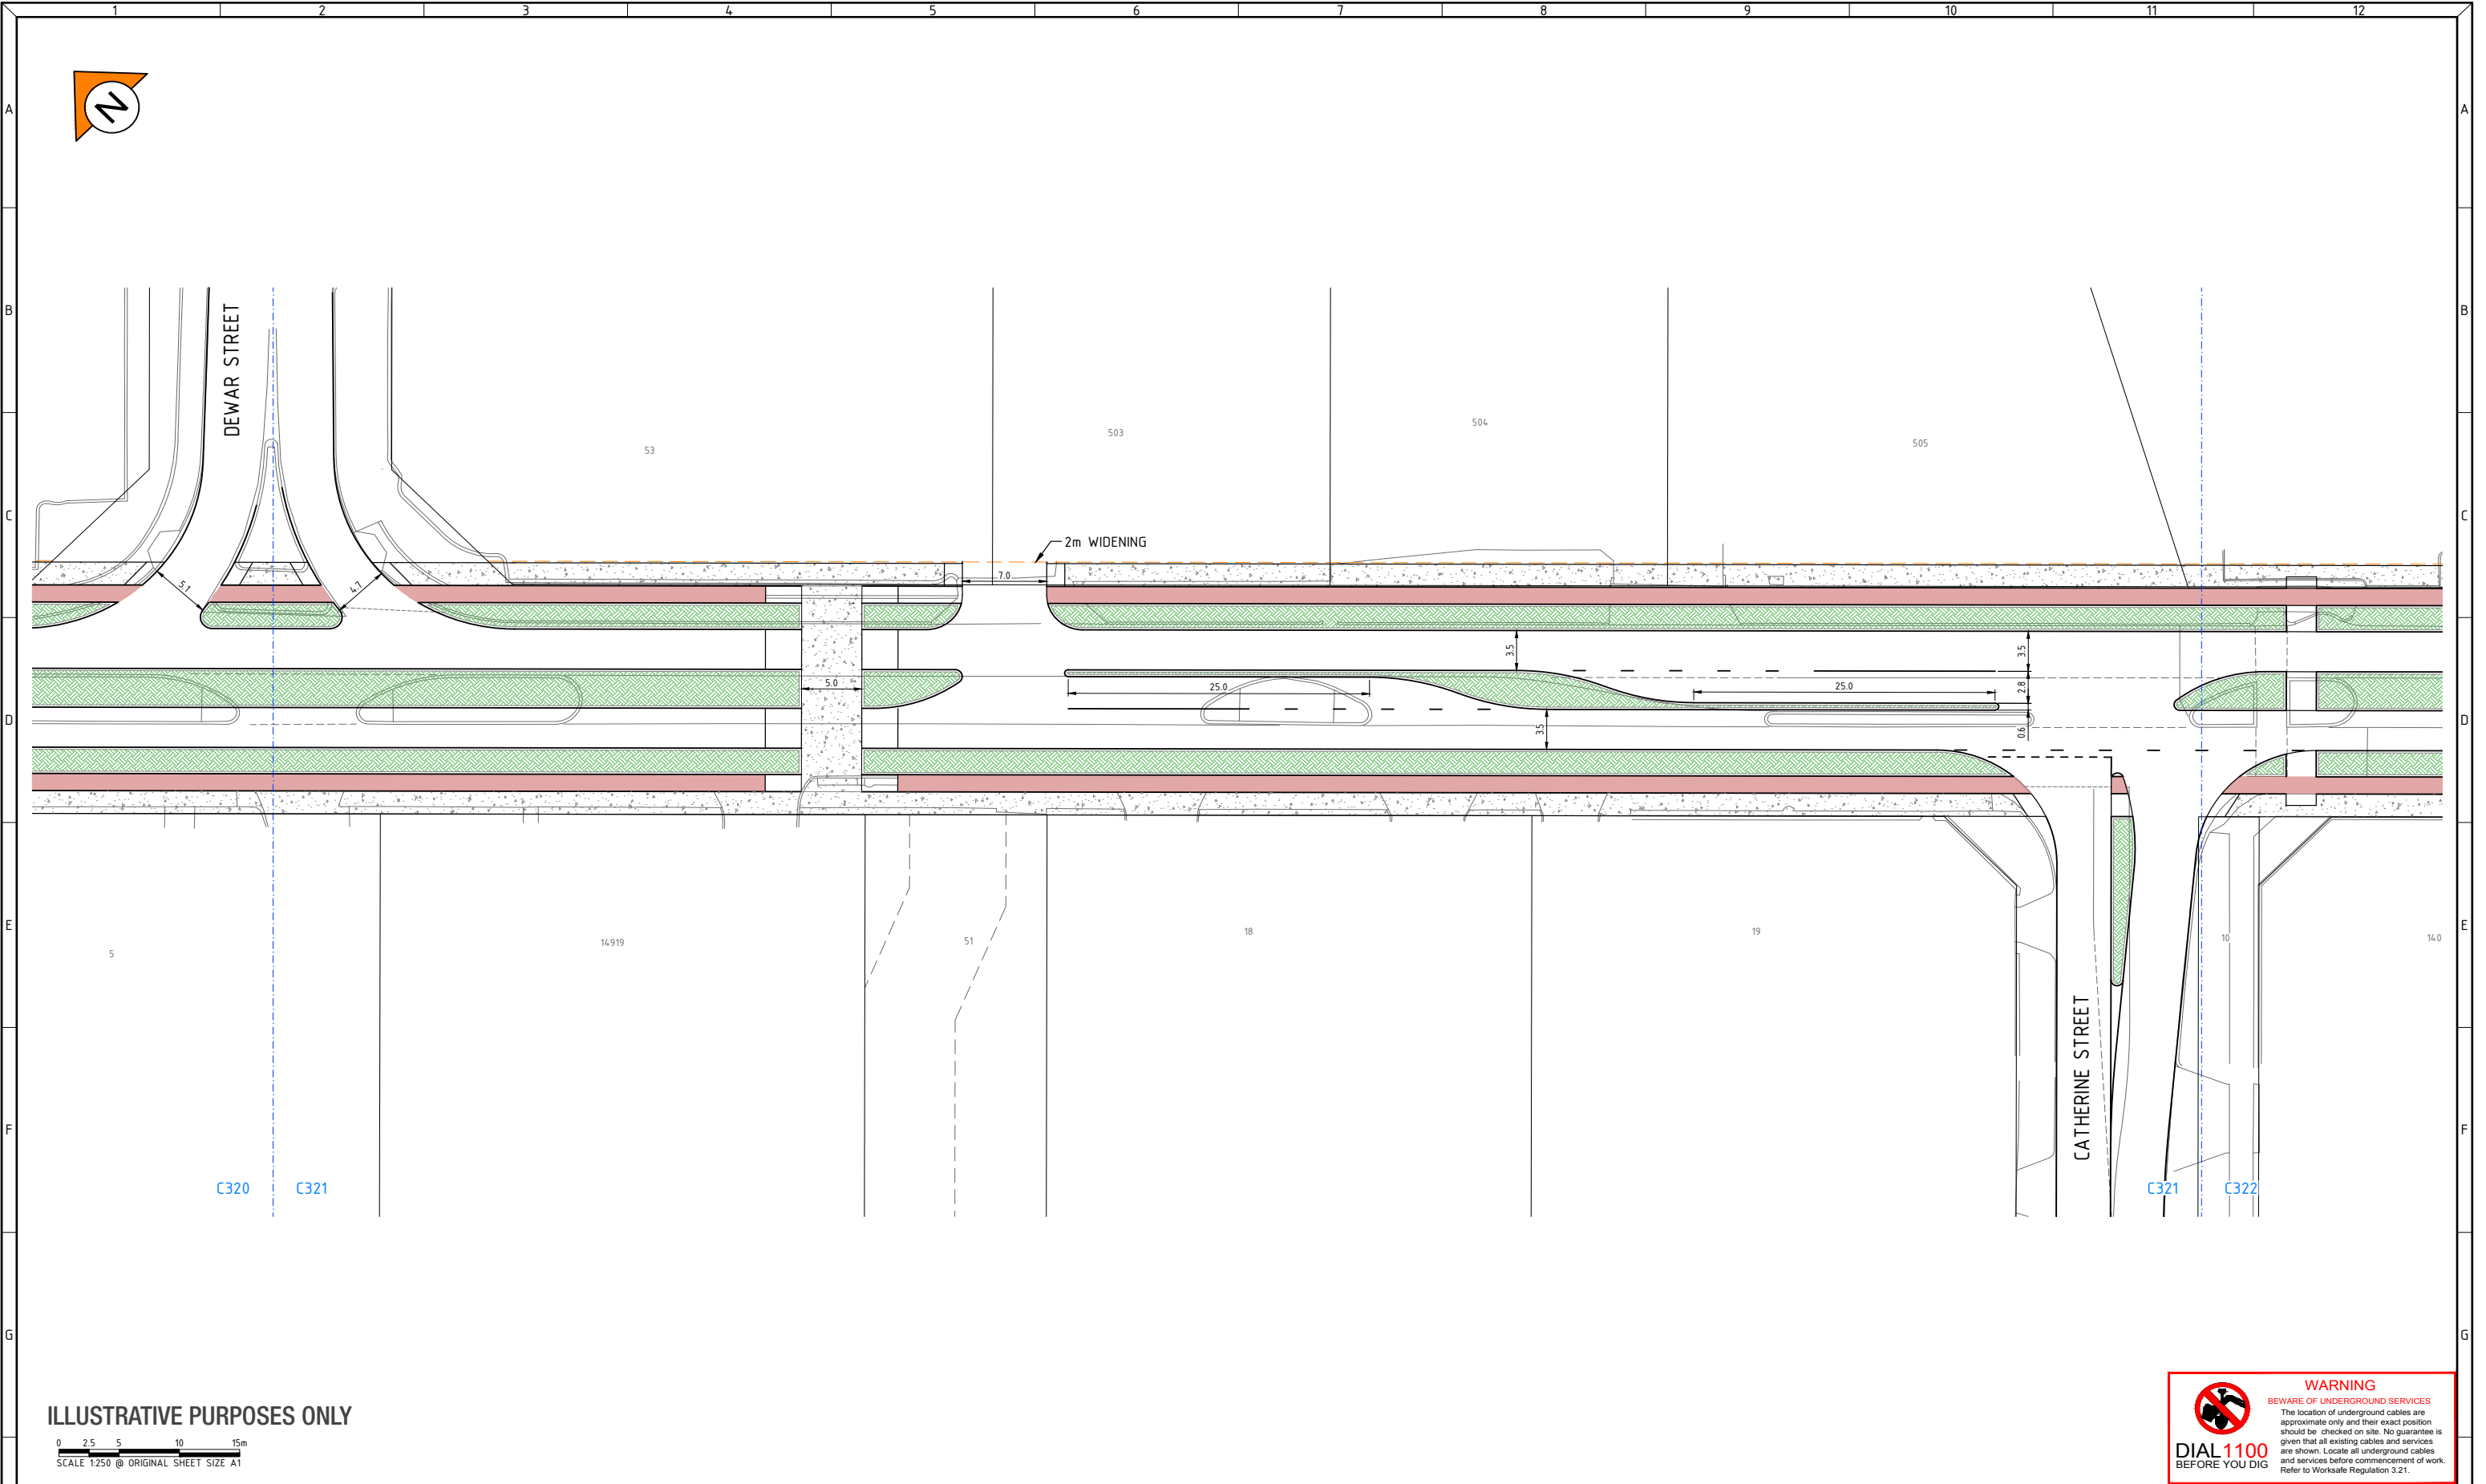 1 2 3 4 5 6 7 8 9 10 11 12
A A
N
B B
DEWAR STREET
504
503
505
53
C C
2m WIDENING
7.0
5.1
4.7
3.5
3.5
5.0
25.0
25.0
2.8
D D
3.5
0.6
E E
5
14919
51
18
19
10
140
CATHERINE STREET
F F
C320 C321
C321 C322
G G
ILLUSTRATIVE PURPOSES ONLY
0 2.5 5 10 15m
SCALE 1:250 @ ORIGINAL SHEET SIZE A1
WARNING
BEWARE OF UNDERGROUND SERVICES
The location of underground cables are
approximate only and their exact position
should be checked on site. No guarantee is
given that all existing cables and services
are shown. Locate all underground cables
and services before commencement of work.
Refer to Worksafe Regulation 3.21.
DIAL1100
BEFORE YOU DIG